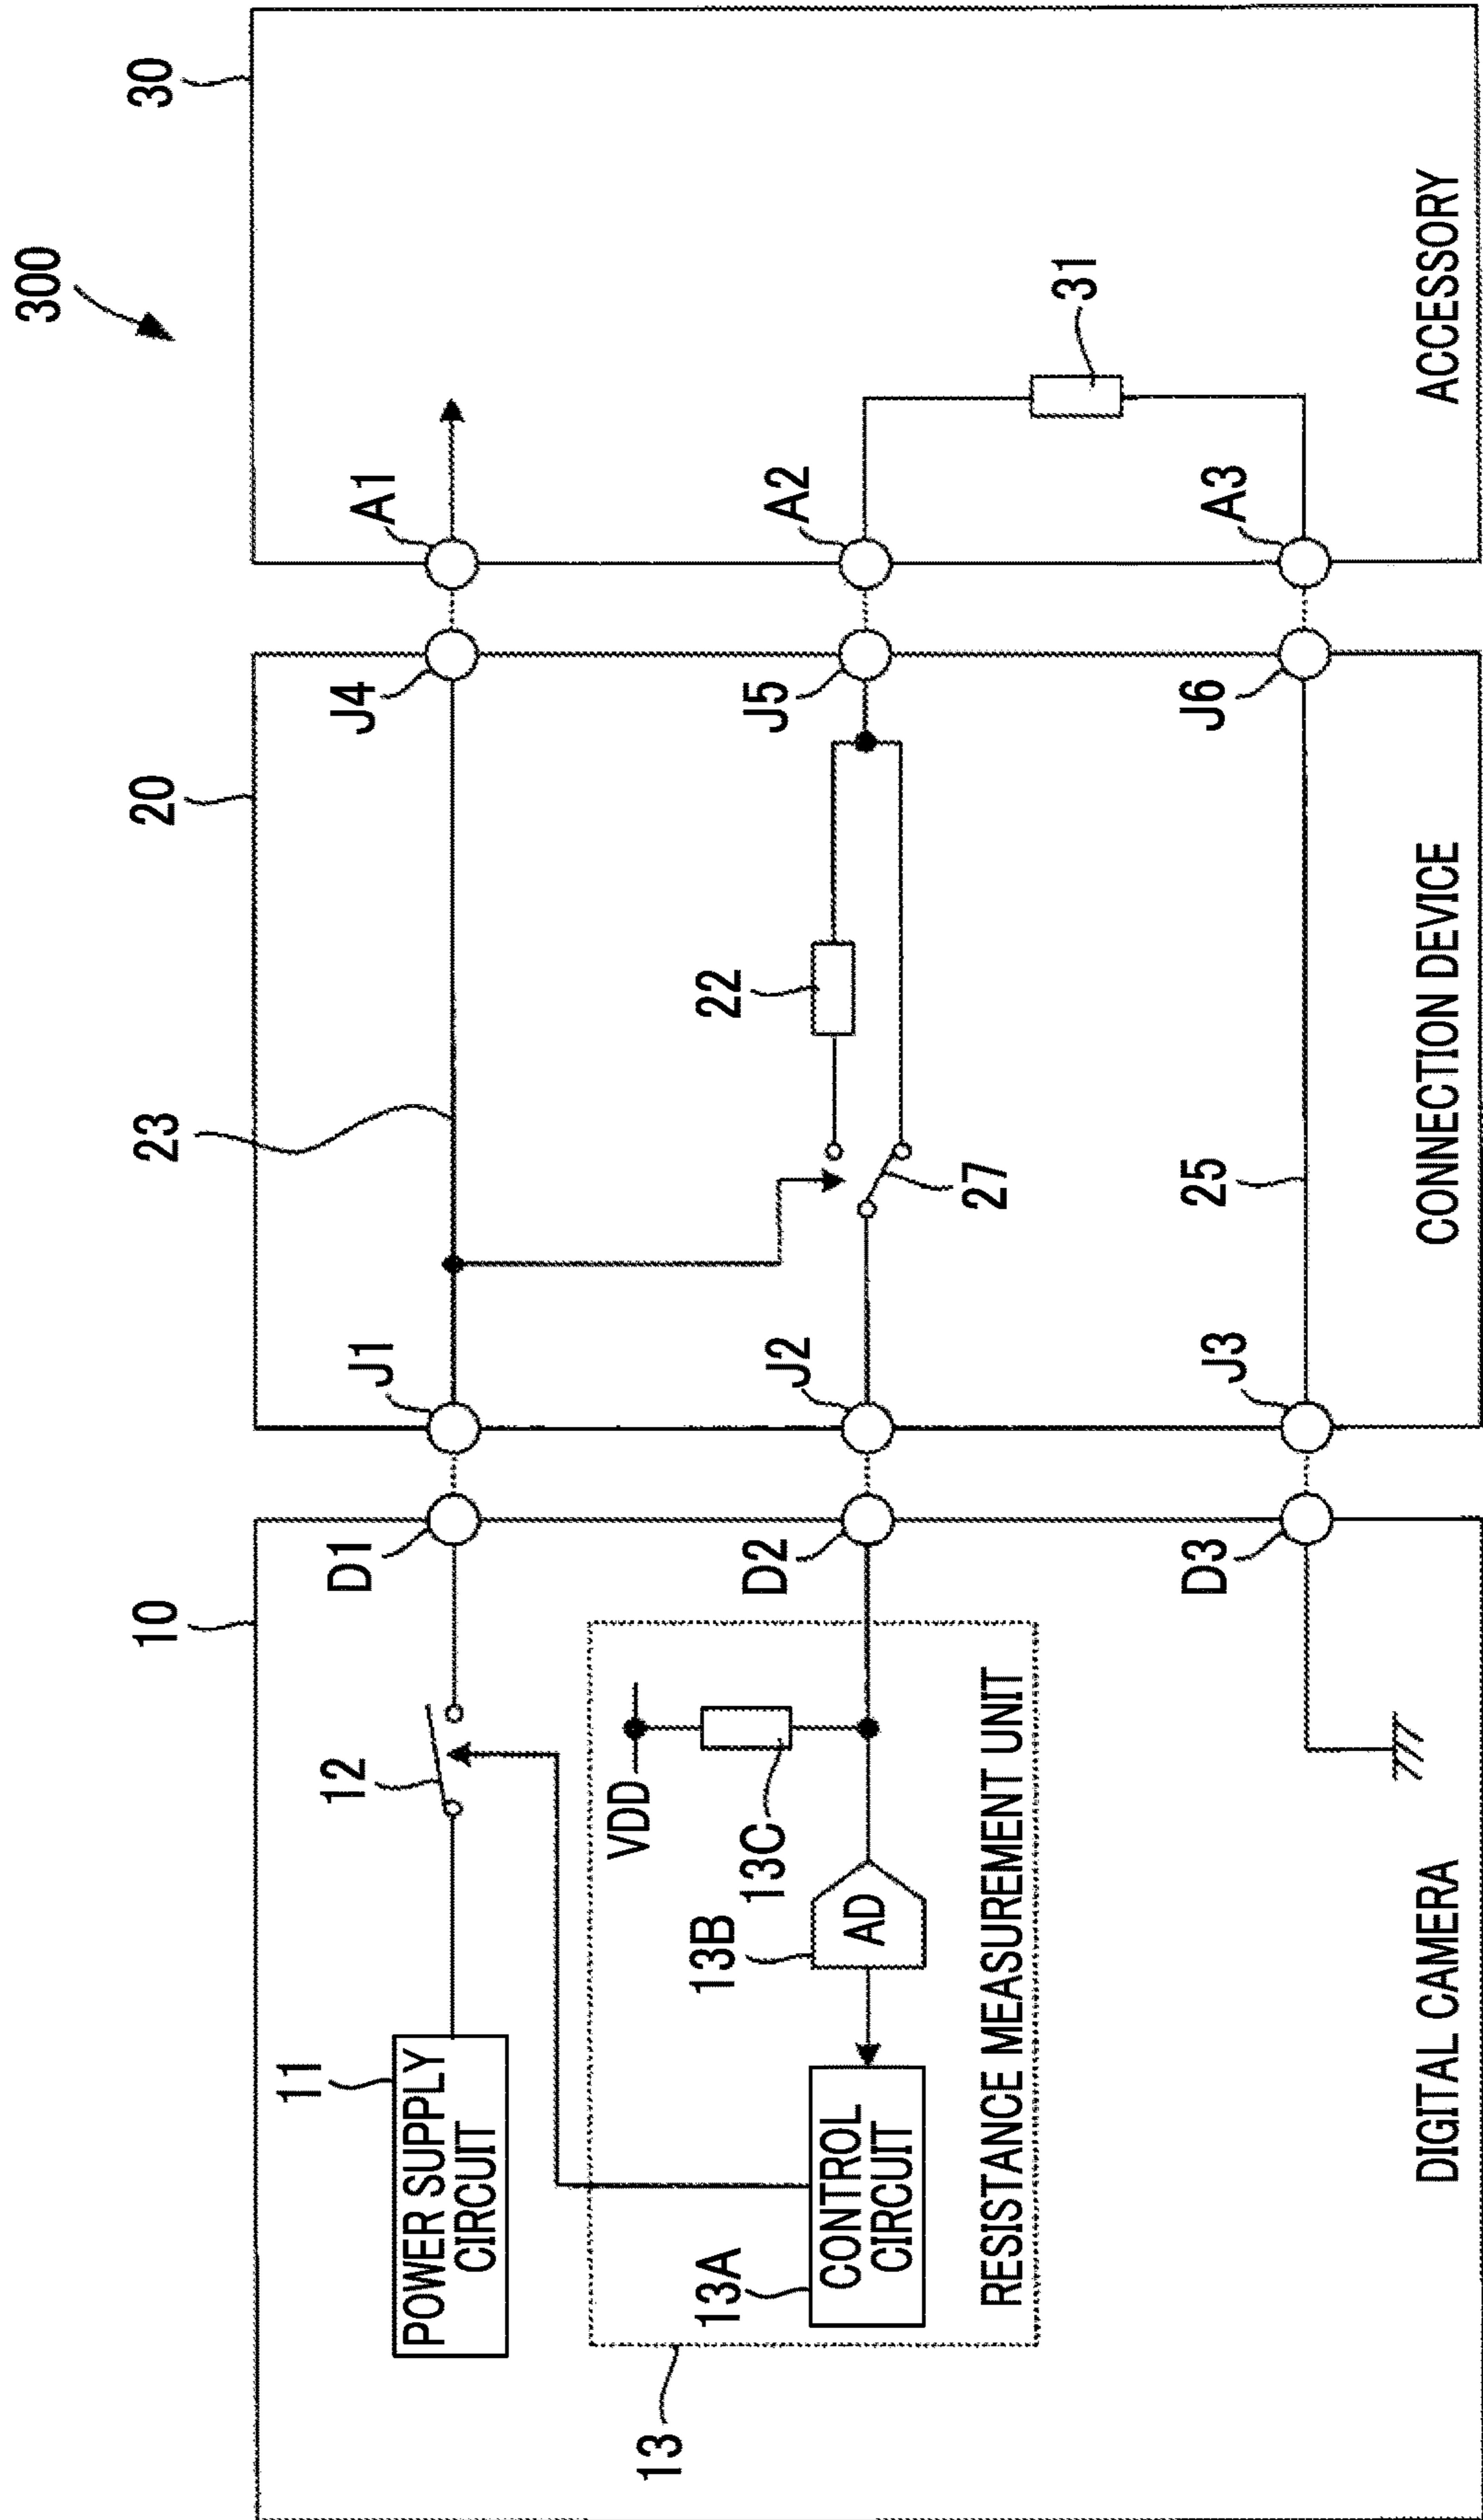 300
10
20
30
11
POWER SUPPLY
CIRCUIT
12
D1
J1
23
J4
A1
13
VDD
13C
13B
AD
13A
CONTROL
CIRCUIT
RESISTANCE MEASUREMENT UNIT
D2
J2
22
27
J5
A2
31
D3
J3
25
J6
A3
DIGITAL CAMERA
CONNECTION DEVICE
ACCESSORY